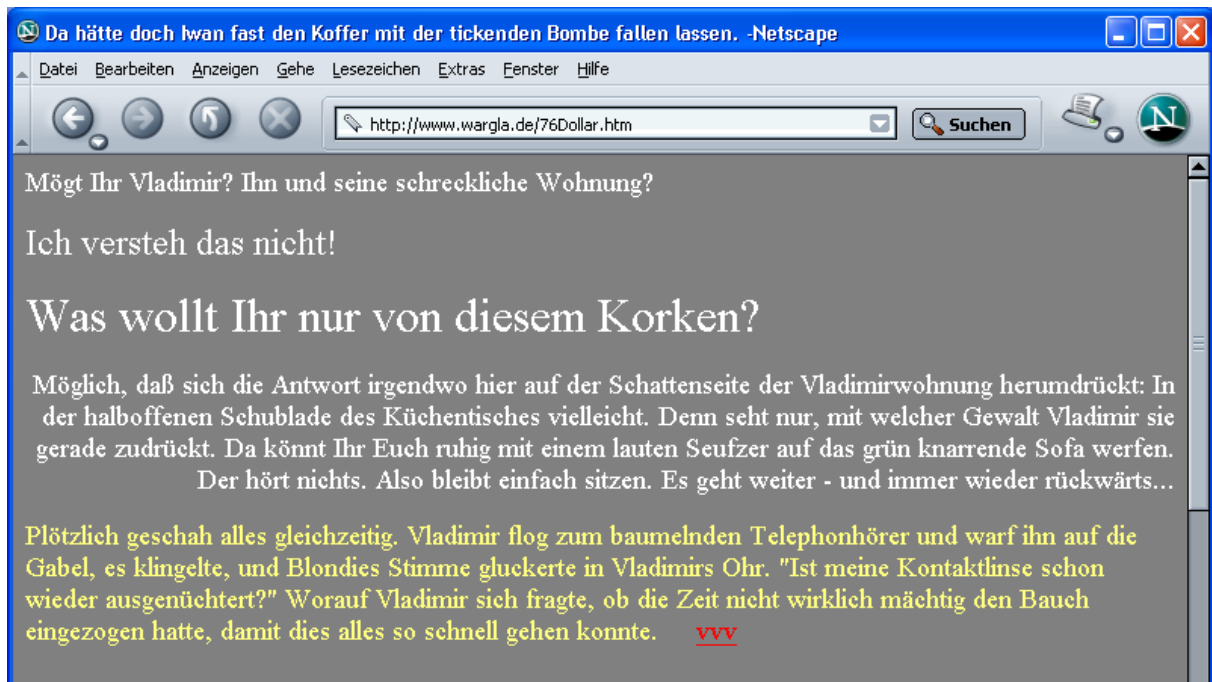 Da hätte doch Iwan fast den Koffer mit der tickenden Bombe fallen lassen. -Netscape
Datei Bearbeiten Anzeigen Gehe Lesezeichen Extras Fenster Hilfe
http://www.wargla.de/76Dollar.htm Suchen N
Mögt Ihr Vladimir? Ihn und seine schreckliche Wohnung?
Ich versteh das nicht!
Was wollt Ihr nur von diesem Korken?
Möglich, daß sich die Antwort irgendwo hier auf der Schattenseite der Vladimirwohnung herumdrückt: In
der halboffenen Schublade des Küchentisches vielleicht. Denn seht nur, mit welcher Gewalt Vladimir sie
gerade zudrückt. Da könnt Ihr Euch ruhig mit einem lauten Seufzer auf das grün knarrende Sofa werfen.
Der hört nichts. Also bleibt einfach sitzen. Es geht weiter - und immer wieder rückwärts...
Plötzlich geschah alles gleichzeitig. Vladimir flog zum baumelnden Telephonhörer und warf ihn auf die
Gabel, es klingelte, und Blondies Stimme gluckerte in Vladimirs Ohr. "Ist meine Kontaktlinse schon
wieder ausgenüchtert?" Worauf Vladimir sich fragte, ob die Zeit nicht wirklich mächtig den Bauch
eingezogen hatte, damit dies alles so schnell gehen konnte. vvv